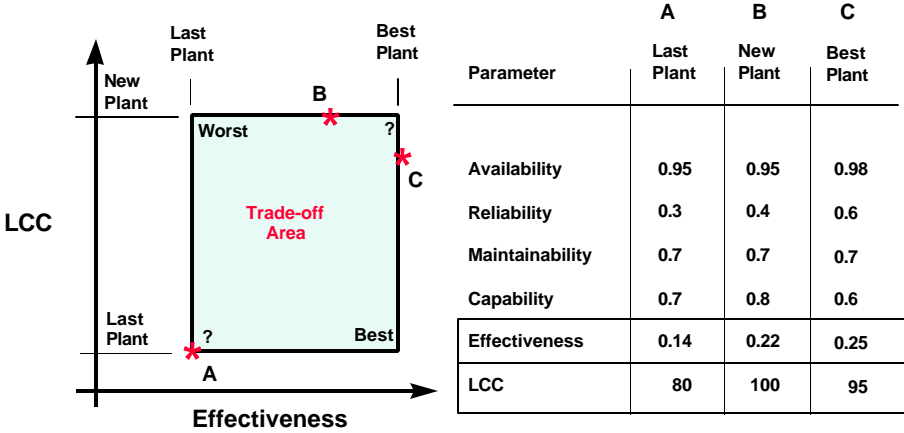 Last
Plant
Best
Plant
New
Plant
B
*
Worst
?
*
C
LCC
Trade-off
Area
Last
Plant
?
Best
*
A
Effectiveness
A B C
Parameter
Last
Plant
New
Plant
Best
Plant
Availability 0.95 0.95 0.98
Reliability 0.3 0.4 0.6
Maintainability 0.7 0.7 0.7
Capability 0.7 0.8 0.6
Effectiveness 0.14 0.22 0.25
LCC 80 100 95